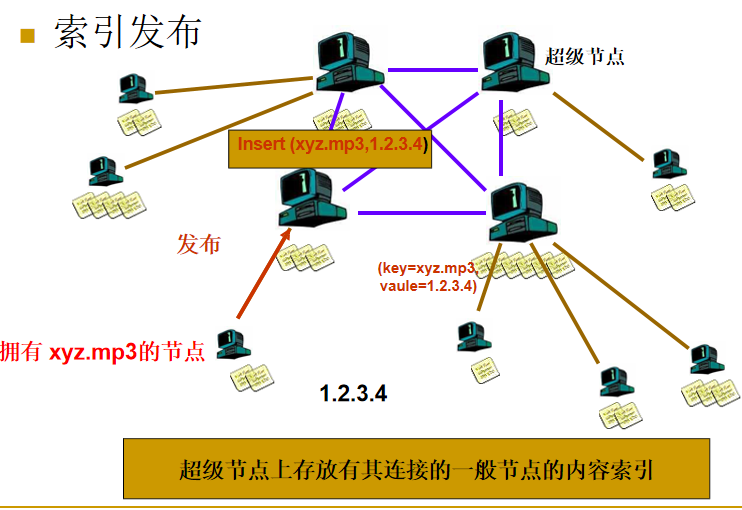 索引发布
超级节点
Insert (xyz.mp3,1.2.3.4)
发布
(key=xyz.mp3,
vaule=1.2.3.4)
拥有 xyz.mp3的节点
1.2.3.4
超级节点上存放有其连接的一般节点的内容索引